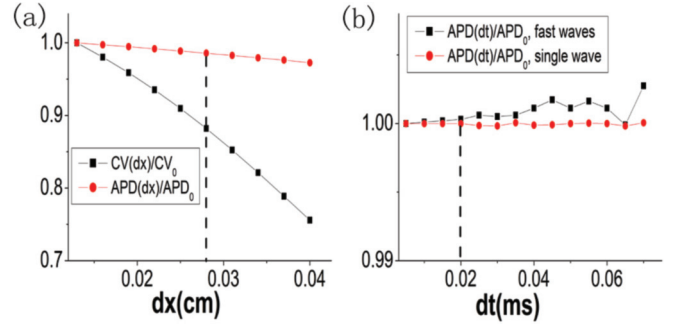 (a)
1.0
0.9
0.8
0.7
CV(dx)/CV₀
APD(dx)/APD₀
0.02
0.03
0.04
dx(cm)
(b)
APD(dt)/APD₀, fast waves
APD(dt)/APD₀, single wave
1.00
0.99
0.00
0.02
0.04
0.06
dt(ms)